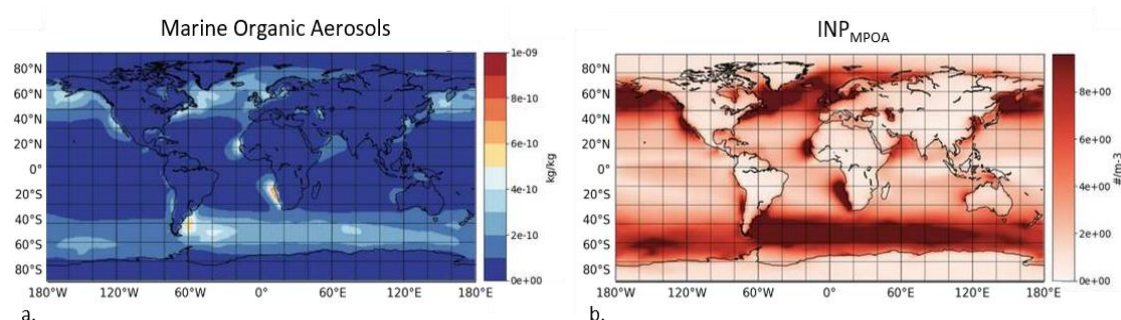 Marine Organic Aerosols
80°N
60°N
40°N
20°N
0°
20°S
40°S
60°S
80°S
180°W
120°W
60°W
0°
60°E
120°E
180°E
1e-09
8e-10
6e-10
4e-10
2e-10
0e+00
kg/kg
a.
INP_MPOA
80°N
60°N
40°N
20°N
0°
20°S
40°S
60°S
80°S
180°W
120°W
60°W
0°
60°E
120°E
180°E
8e+00
6e+00
4e+00
2e+00
0e+00
#/m-3
b.